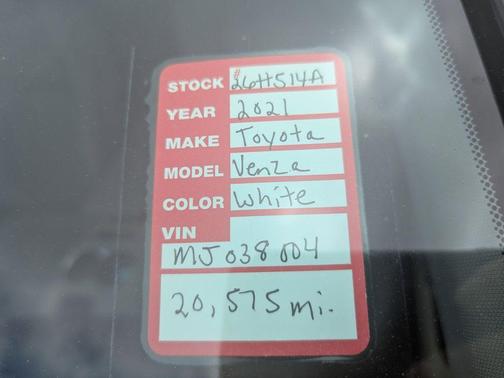 STOCK #26H514A
YEAR 2021
MAKE Toyota
MODEL Venza
COLOR White
VIN
MJ038004
20,575 mi.